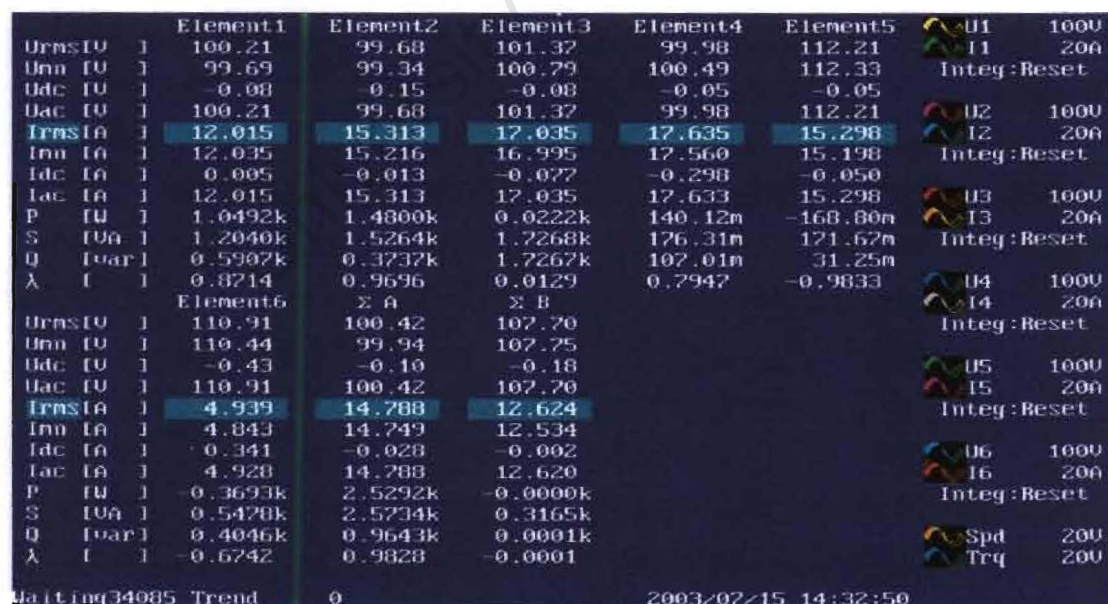 Element1 Element2 Element3 Element4 Element5 U1 100V
Urms[V ] 100.21 99.68 101.37 99.98 112.21 I1 20A
Umn [V ] 99.69 99.34 100.79 100.49 112.33 Integ:Reset
Udc [V ] -0.08 -0.15 -0.08 -0.05 -0.05
Uac [V ] 100.21 99.68 101.37 99.98 112.21 U2 100V
Irms[A ] 12.015 15.313 17.035 17.635 15.298 I2 20A
Imn [A ] 12.035 15.216 16.995 17.560 15.198 Integ:Reset
Idc [A ] 0.005 -0.013 -0.077 -0.298 -0.050
Iac [A ] 12.015 15.313 17.035 17.633 15.298 U3 100V
P [W ] 1.0492k 1.4800k 0.0222k 140.12m -168.80m I3 20A
S [VA ] 1.2040k 1.5264k 1.7268k 176.31m 171.67m Integ:Reset
Q [var] 0.5907k 0.3737k 1.7267k 107.01m 31.25m
λ [ ] 0.8714 0.9696 0.0129 0.7947 -0.9833 U4 100V
Element6 Σ A Σ B I4 20A
Urms[V ] 110.91 100.42 107.70 Integ:Reset
Umn [V ] 110.44 99.94 107.75
Udc [V ] -0.43 -0.10 -0.18 U5 100V
Uac [V ] 110.91 100.42 107.70 I5 20A
Irms[A ] 4.939 14.788 12.624 Integ:Reset
Imn [A ] 4.843 14.749 12.534
Idc [A ] 0.341 -0.028 -0.002 U6 100V
Iac [A ] 4.928 14.788 12.620 I6 20A
P [W ] -0.3693k 2.5292k -0.0000k Integ:Reset
S [VA ] 0.5478k 2.5734k 0.3165k
Q [var] 0.4046k 0.9643k 0.0001k Spd 20V
λ [ ] -0.6742 0.9828 -0.0001 Trq 20V
Waiting34085 Trend 0 2003/07/15 14:32:50